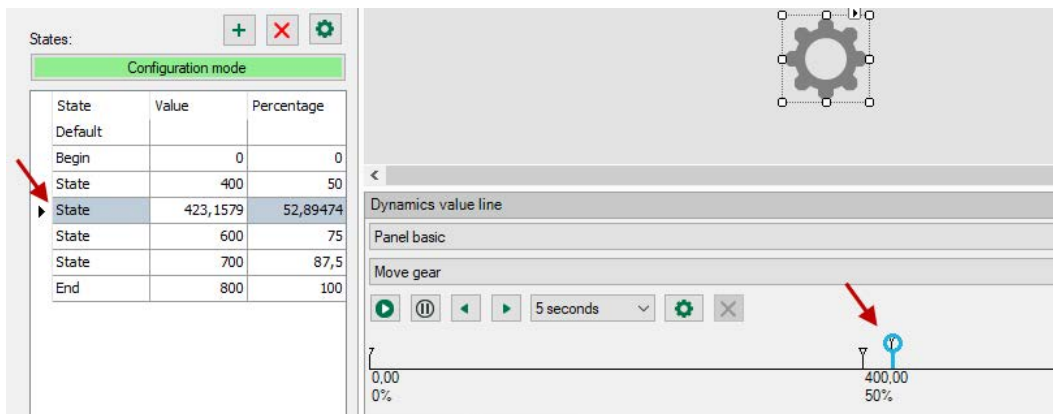 States:
Configuration mode
State Value Percentage
Default
Begin 0 0
State 400 50
State 423,1579 52,89474
State 600 75
State 700 87,5
End 800 100
Dynamics value line
Panel basic
Move gear
5 seconds
0,00 400,00
0% 50%